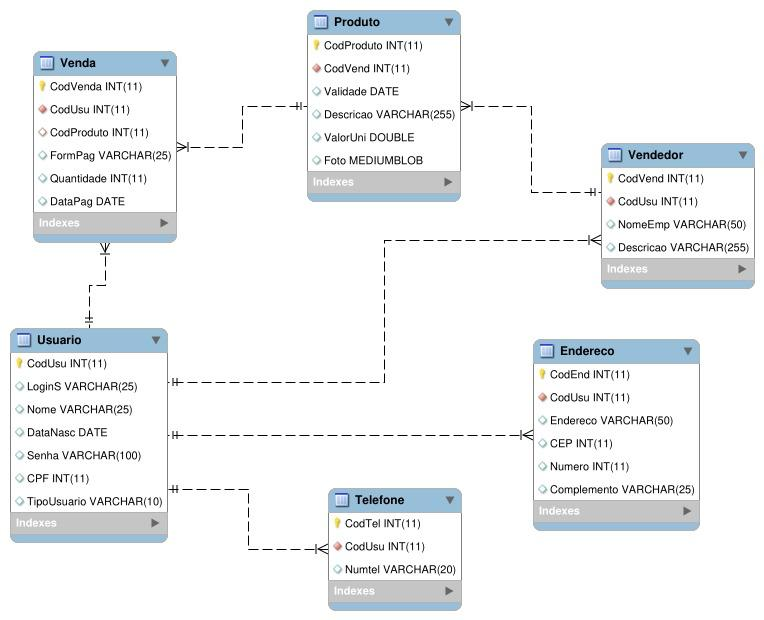 Produto
CodProduto INT(11)
CodVend INT(11)
Validade DATE
Descricao VARCHAR(255)
ValorUni DOUBLE
Foto MEDIUMBLOB
Indexes
Venda
CodVenda INT(11)
CodUsu INT(11)
CodProduto INT(11)
FormPag VARCHAR(25)
Quantidade INT(11)
DataPag DATE
Indexes
Vendedor
CodVend INT(11)
CodUsu INT(11)
NomeEmp VARCHAR(50)
Descricao VARCHAR(255)
Indexes
Usuario
CodUsu INT(11)
LoginS VARCHAR(25)
Nome VARCHAR(25)
DataNasc DATE
Senha VARCHAR(100)
CPF INT(11)
TipoUsuario VARCHAR(10)
Indexes
Endereco
CodEnd INT(11)
CodUsu INT(11)
Endereco VARCHAR(50)
CEP INT(11)
Numero INT(11)
Complemento VARCHAR(25)
Indexes
Telefone
CodTel INT(11)
CodUsu INT(11)
Numtel VARCHAR(20)
Indexes